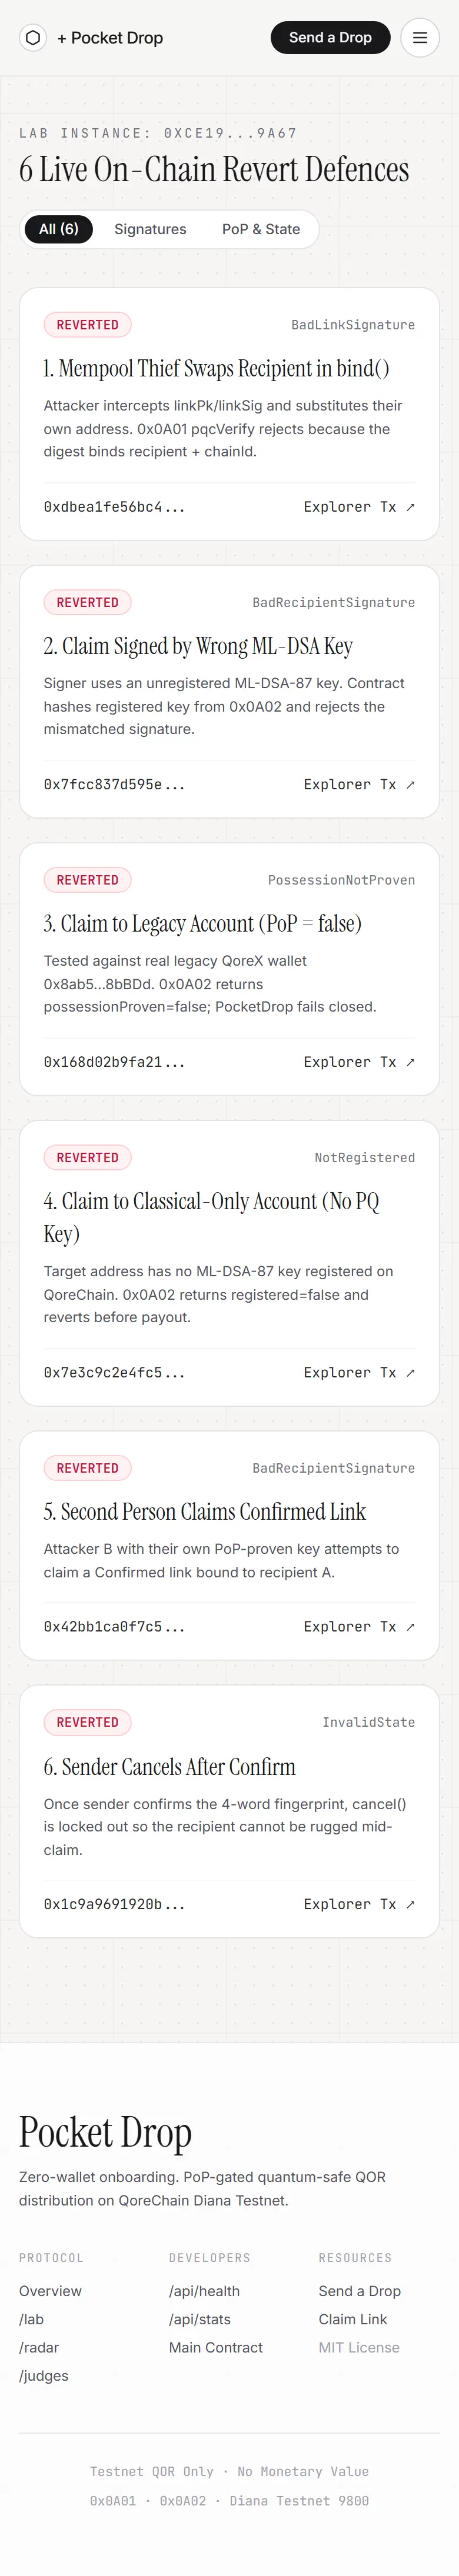 + Pocket Drop
Send a Drop
LAB INSTANCE: 0XCE19...9A67
6 Live On-Chain Revert Defences
All (6)
Signatures
PoP & State
REVERTED
BadLinkSignature
1. Mempool Thief Swaps Recipient in bind()
Attacker intercepts linkPk/linkSig and substitutes their
own address. 0x0A01 pqcVerify rejects because the
digest binds recipient + chainId.
0xdbea1fe56bc4...
Explorer Tx ↗
REVERTED
BadRecipientSignature
2. Claim Signed by Wrong ML-DSA Key
Signer uses an unregistered ML-DSA-87 key. Contract
hashes registered key from 0x0A02 and rejects the
mismatched signature.
0x7fcc837d595e...
Explorer Tx ↗
REVERTED
PossessionNotProven
3. Claim to Legacy Account (PoP = false)
Tested against real legacy QoreX wallet
0x8ab5...8bBDd. 0x0A02 returns
possessionProven=false; PocketDrop fails closed.
0x168d02b9fa21...
Explorer Tx ↗
REVERTED
NotRegistered
4. Claim to Classical-Only Account (No PQ
Key)
Target address has no ML-DSA-87 key registered on
QoreChain. 0x0A02 returns registered=false and
reverts before payout.
0x7e3c9c2e4fc5...
Explorer Tx ↗
REVERTED
BadRecipientSignature
5. Second Person Claims Confirmed Link
Attacker B with their own PoP-proven key attempts to
claim a Confirmed link bound to recipient A.
0x42bb1ca0f7c5...
Explorer Tx ↗
REVERTED
InvalidState
6. Sender Cancels After Confirm
Once sender confirms the 4-word fingerprint, cancel()
is locked out so the recipient cannot be rugged mid-
claim.
0x1c9a9691920b...
Explorer Tx ↗
Pocket Drop
Zero-wallet onboarding. PoP-gated quantum-safe QOR
distribution on QoreChain Diana Testnet.
PROTOCOL
Overview
/lab
/radar
/judges
DEVELOPERS
/api/health
/api/stats
Main Contract
RESOURCES
Send a Drop
Claim Link
MIT License
Testnet QOR Only · No Monetary Value
0x0A01 · 0x0A02 · Diana Testnet 9800